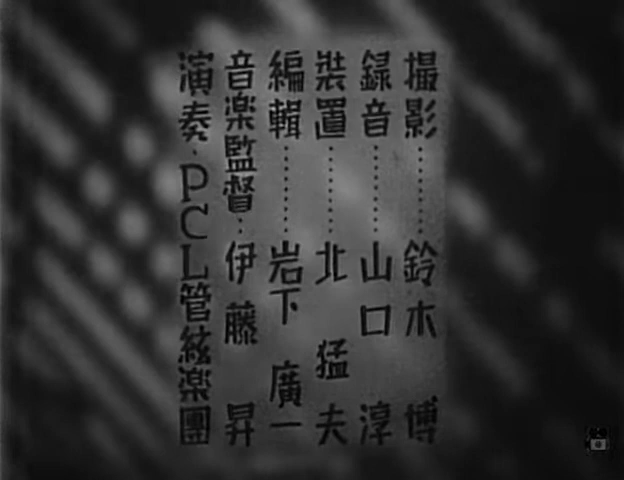 撮影………鈴木 博
録音………山口 淳
装置………北 猛夫
編輯………岩下 廣一
音楽監督…伊藤 昇
演奏・PCL管絃楽團